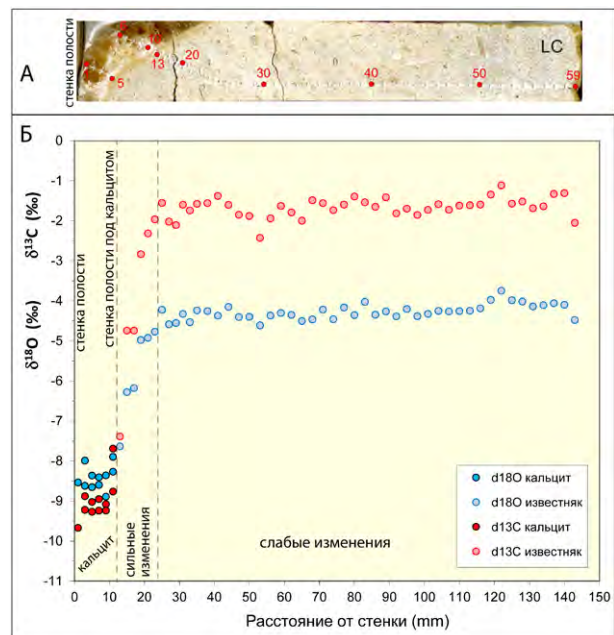 А
стенка полости
5
13
20
30
40
50
59
LC
Б
δ¹³C (‰)
δ¹⁸O (‰)
0
-1
-2
-3
-4
-5
-6
-7
-8
-9
-10
-11
стенка полости
стенка полости под кальцитом
кальцит
сильные
изменения
слабые изменения
d18O кальцит
d18O известняк
d13C кальцит
d13C известняк
0 10 20 30 40 50 60 70 80 90 100 110 120 130 140 150
Расстояние от стенки (mm)